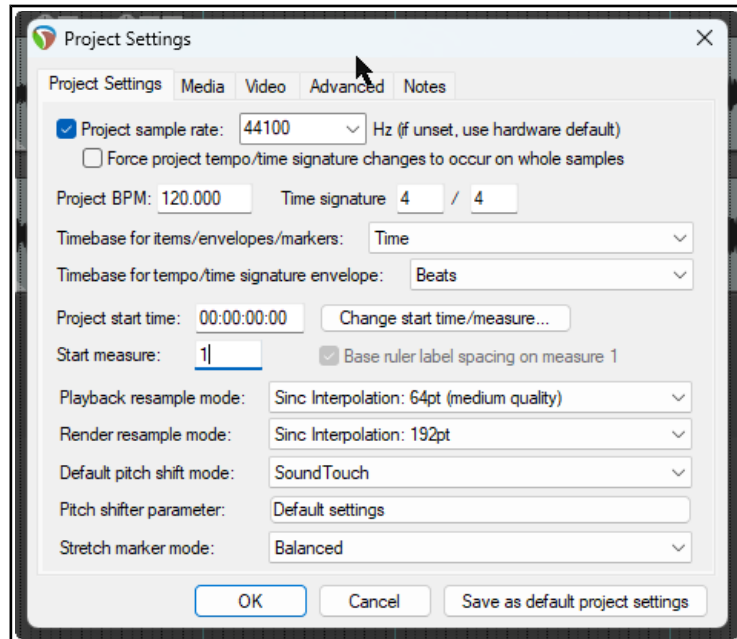 Project Settings
Project Settings Media Video Advanced Notes
Project sample rate: 44100 Hz (if unset, use hardware default)
Force project tempo/time signature changes to occur on whole samples
Project BPM: 120.000 Time signature 4 / 4
Timebase for items/envelopes/markers: Time
Timebase for tempo/time signature envelope: Beats
Project start time: 00:00:00:00 Change start time/measure...
Start measure: 1 Base ruler label spacing on measure 1
Playback resample mode: Sinc Interpolation: 64pt (medium quality)
Render resample mode: Sinc Interpolation: 192pt
Default pitch shift mode: SoundTouch
Pitch shifter parameter: Default settings
Stretch marker mode: Balanced
OK Cancel Save as default project settings